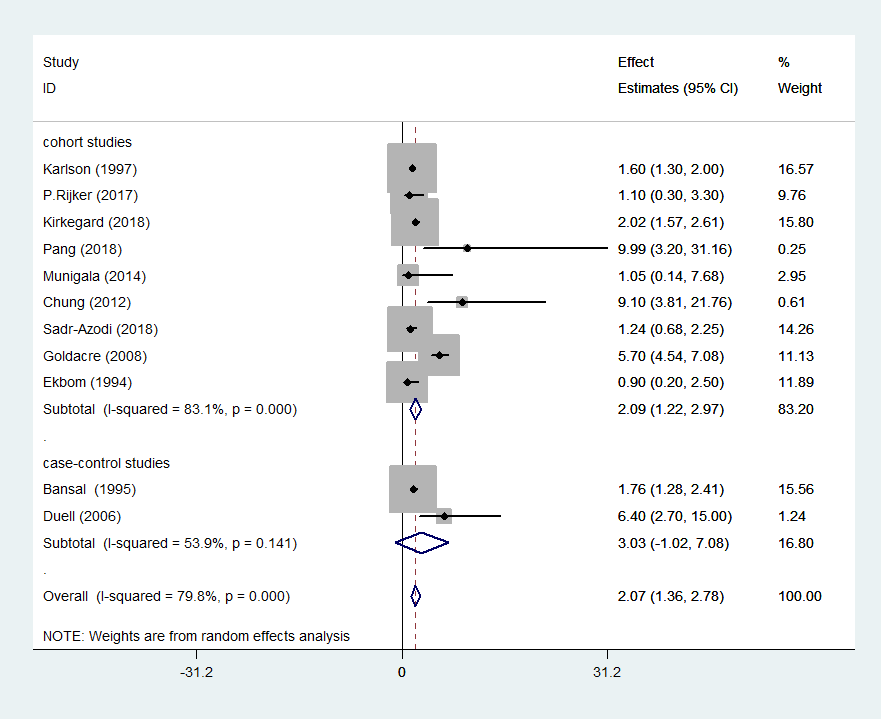 Study Effect %
ID Estimates (95% CI) Weight
cohort studies
Karlson (1997) 1.60 (1.30, 2.00) 16.57
P.Rijker (2017) 1.10 (0.30, 3.30) 9.76
Kirkegard (2018) 2.02 (1.57, 2.61) 15.80
Pang (2018) 9.99 (3.20, 31.16) 0.25
Munigala (2014) 1.05 (0.14, 7.68) 2.95
Chung (2012) 9.10 (3.81, 21.76) 0.61
Sadr-Azodi (2018) 1.24 (0.68, 2.25) 14.26
Goldacre (2008) 5.70 (4.54, 7.08) 11.13
Ekbom (1994) 0.90 (0.20, 2.50) 11.89
Subtotal (I-squared = 83.1%, p = 0.000) 2.09 (1.22, 2.97) 83.20
.
case-control studies
Bansal (1995) 1.76 (1.28, 2.41) 15.56
Duell (2006) 6.40 (2.70, 15.00) 1.24
Subtotal (I-squared = 53.9%, p = 0.141) 3.03 (-1.02, 7.08) 16.80
.
Overall (I-squared = 79.8%, p = 0.000) 2.07 (1.36, 2.78) 100.00
NOTE: Weights are from random effects analysis
-31.2 0 31.2